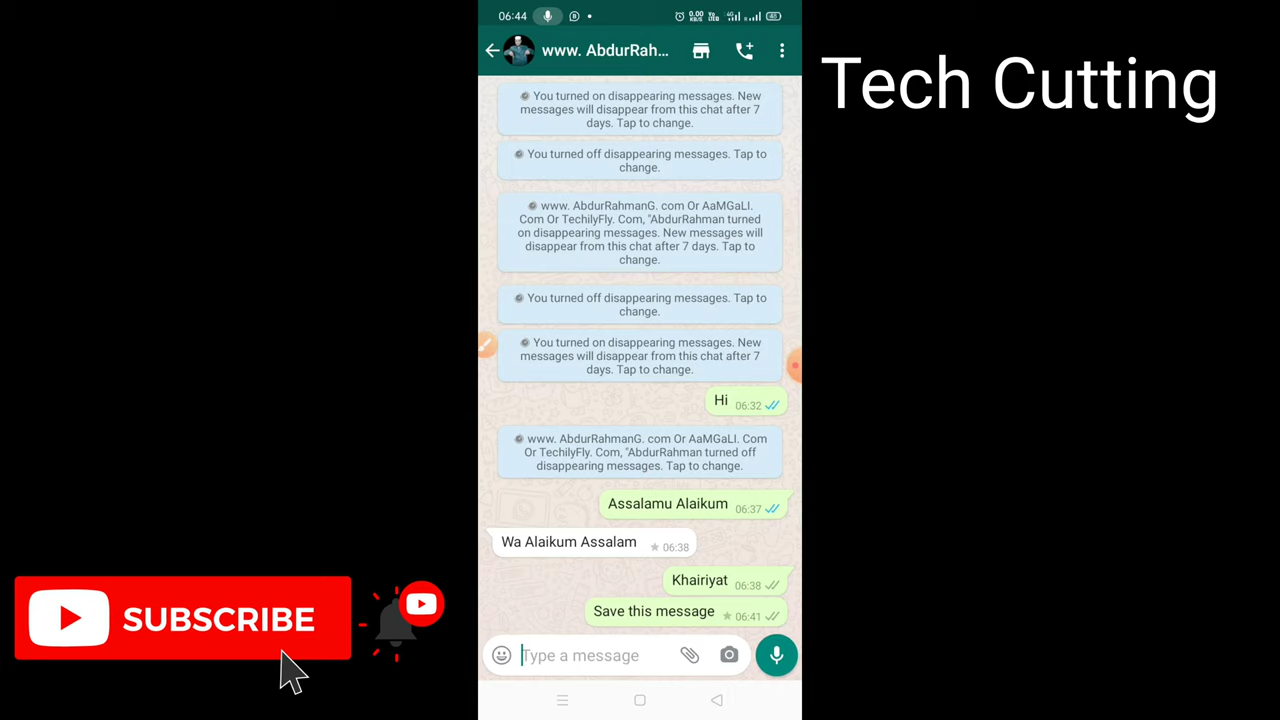 06:44
0.00
KB/S
Vo
LTE
48
Tech Cutting
www. AbdurRah...
You turned on disappearing messages. New
messages will disappear from this chat after 7
days. Tap to change.
You turned off disappearing messages. Tap to
change.
www. AbdurRahmanG. com Or AaMGaLI.
Com Or TechilyFly. Com, "AbdurRahman turned
on disappearing messages. New messages will
disappear from this chat after 7 days. Tap to
change.
You turned off disappearing messages. Tap to
change.
You turned on disappearing messages. New
messages will disappear from this chat after 7
days. Tap to change.
Hi 06:32
www. AbdurRahmanG. com Or AaMGaLI. Com
Or TechilyFly. Com, "AbdurRahman turned off
disappearing messages. Tap to change.
Assalamu Alaikum 06:37
Wa Alaikum Assalam 06:38
Khairiyat 06:38
Save this message 06:41
Type a message
SUBSCRIBE